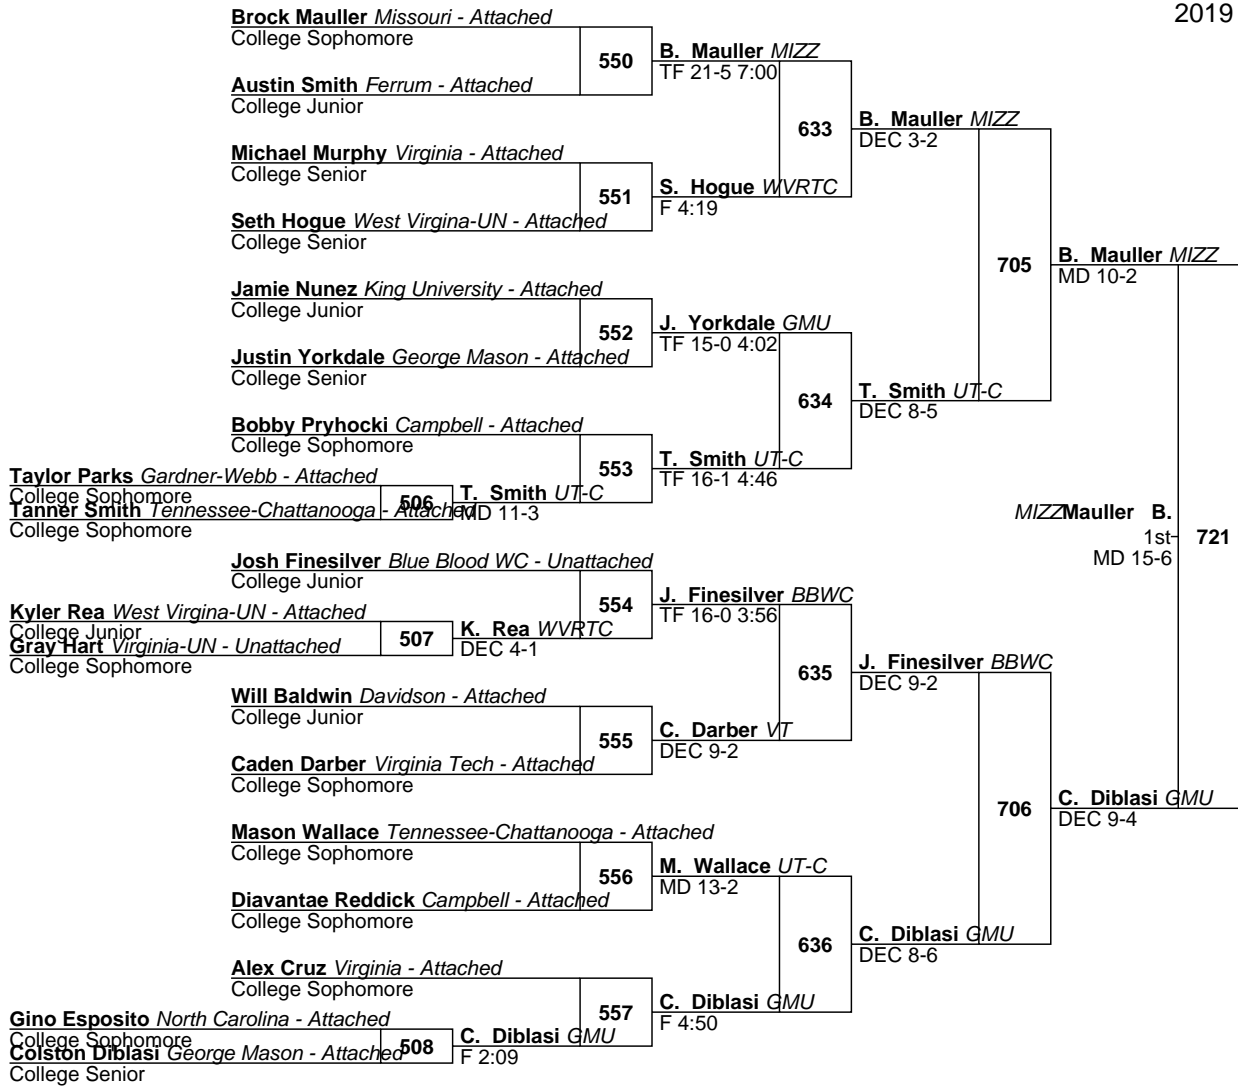 2019
Brock Mauller Missouri - Attached
College Sophomore
550
B. Mauller MIZZ
TF 21-5 7:00
Austin Smith Ferrum - Attached
College Junior
633
B. Mauller MIZZ
DEC 3-2
Michael Murphy Virginia - Attached
College Senior
551
S. Hogue WVRTC
F 4:19
Seth Hogue West Virgina-UN - Attached
College Senior
705
B. Mauller MIZZ
MD 10-2
Jamie Nunez King University - Attached
College Junior
552
J. Yorkdale GMU
TF 15-0 4:02
Justin Yorkdale George Mason - Attached
College Senior
634
T. Smith UT-C
DEC 8-5
Bobby Pryhocki Campbell - Attached
College Sophomore
553
T. Smith UT-C
TF 16-1 4:46
Taylor Parks Gardner-Webb - Attached
College Sophomore
506
T. Smith UT-C
MD 11-3
Tanner Smith Tennessee-Chattanooga - Attached
College Sophomore
MIZZ Mauller B.
1st
721
MD 15-6
Josh Finesilver Blue Blood WC - Unattached
College Junior
554
J. Finesilver BBWC
TF 16-0 3:56
Kyler Rea West Virgina-UN - Attached
College Junior
507
K. Rea WVRTC
DEC 4-1
Gray Hart Virginia-UN - Unattached
College Sophomore
635
J. Finesilver BBWC
DEC 9-2
Will Baldwin Davidson - Attached
College Junior
555
C. Darber VT
DEC 9-2
Caden Darber Virginia Tech - Attached
College Sophomore
706
C. Diblasi GMU
DEC 9-4
Mason Wallace Tennessee-Chattanooga - Attached
College Sophomore
556
M. Wallace UT-C
MD 13-2
Diavantae Reddick Campbell - Attached
College Sophomore
636
C. Diblasi GMU
DEC 8-6
Alex Cruz Virginia - Attached
College Sophomore
557
C. Diblasi GMU
F 4:50
Gino Esposito North Carolina - Attached
College Sophomore
508
C. Diblasi GMU
F 2:09
Colston Diblasi George Mason - Attached
College Senior